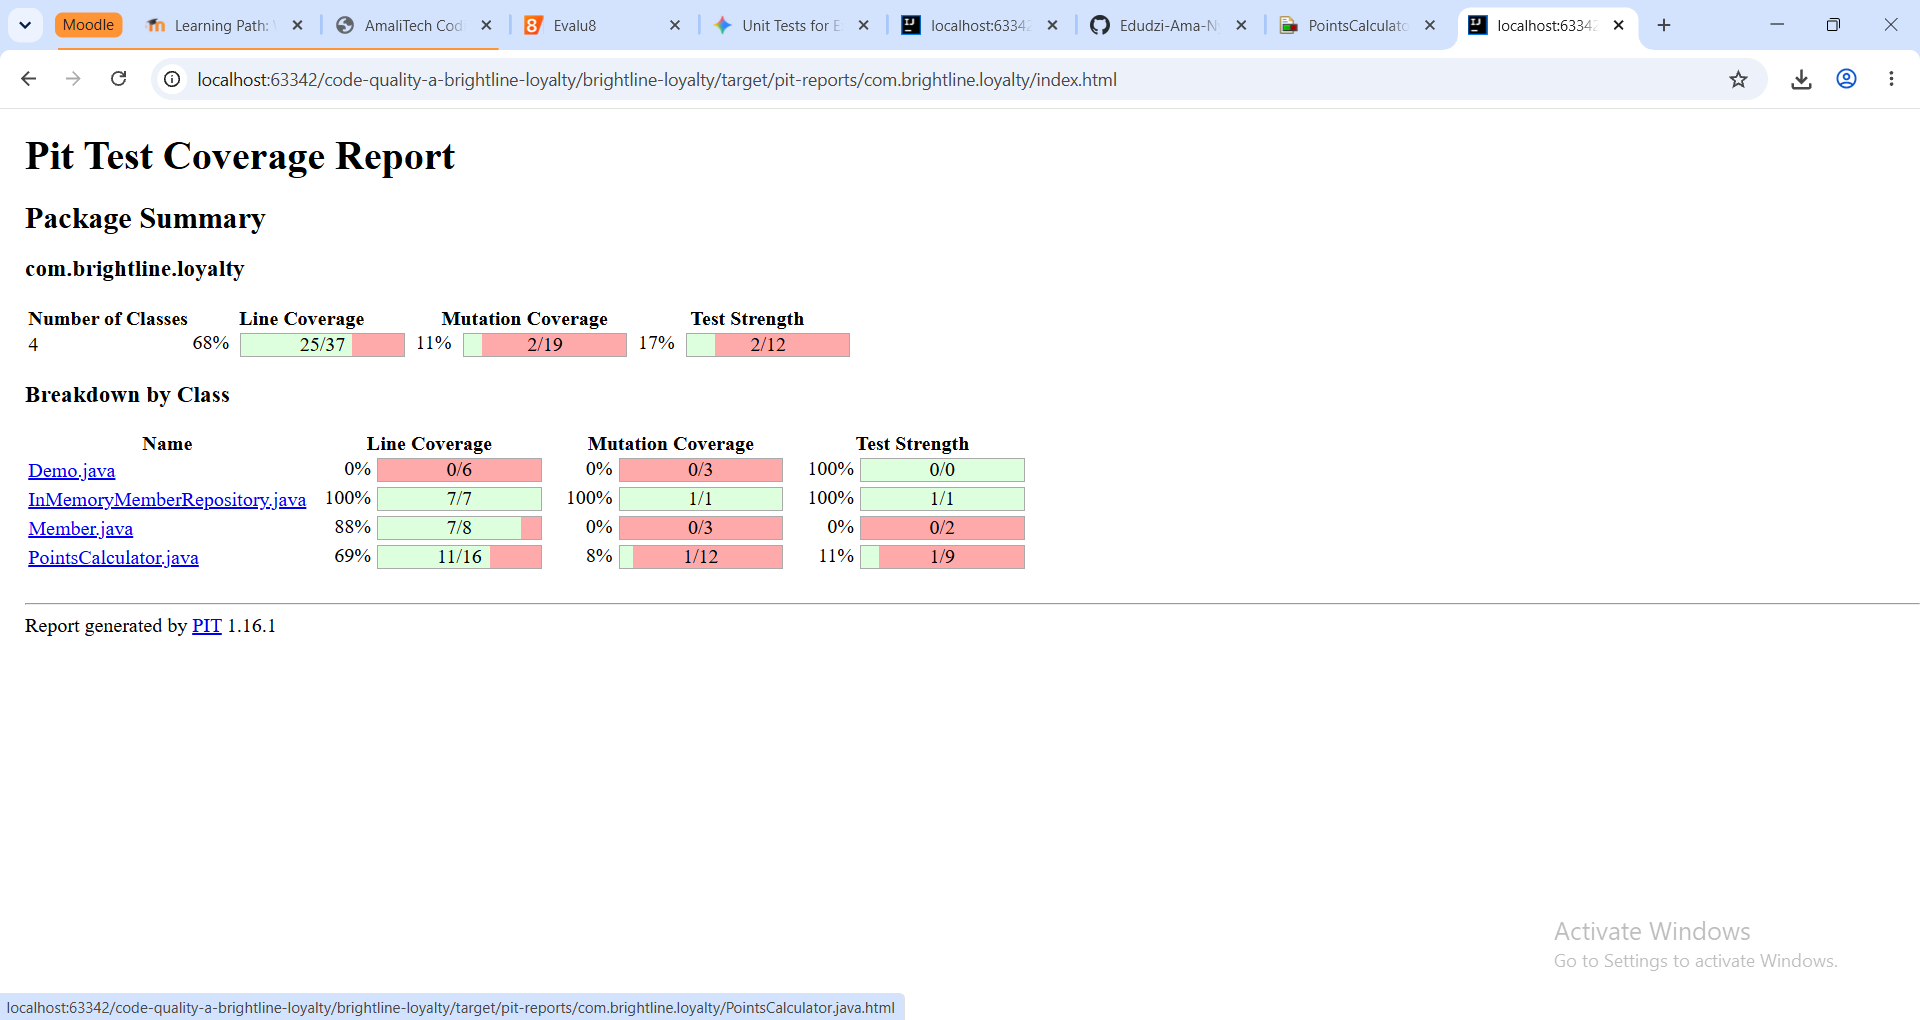 Moodle
Learning Path:
AmaliTech Cod
Evalu8
Unit Tests for E
localhost:63342
Edudzi-Ama-Ny
PointsCalculato
localhost:63342
localhost:63342/code-quality-a-brightline-loyalty/brightline-loyalty/target/pit-reports/com.brightline.loyalty/index.html
Pit Test Coverage Report
Package Summary
com.brightline.loyalty
Number of Classes Line Coverage Mutation Coverage Test Strength
4 68% 25/37 11% 2/19 17% 2/12
Breakdown by Class
Name Line Coverage Mutation Coverage Test Strength
Demo.java 0% 0/6 0% 0/3 100% 0/0
InMemoryMemberRepository.java 100% 7/7 100% 1/1 100% 1/1
Member.java 88% 7/8 0% 0/3 0% 0/2
PointsCalculator.java 69% 11/16 8% 1/12 11% 1/9
Report generated by PIT 1.16.1
Activate Windows
Go to Settings to activate Windows.
localhost:63342/code-quality-a-brightline-loyalty/brightline-loyalty/target/pit-reports/com.brightline.loyalty/PointsCalculator.java.html